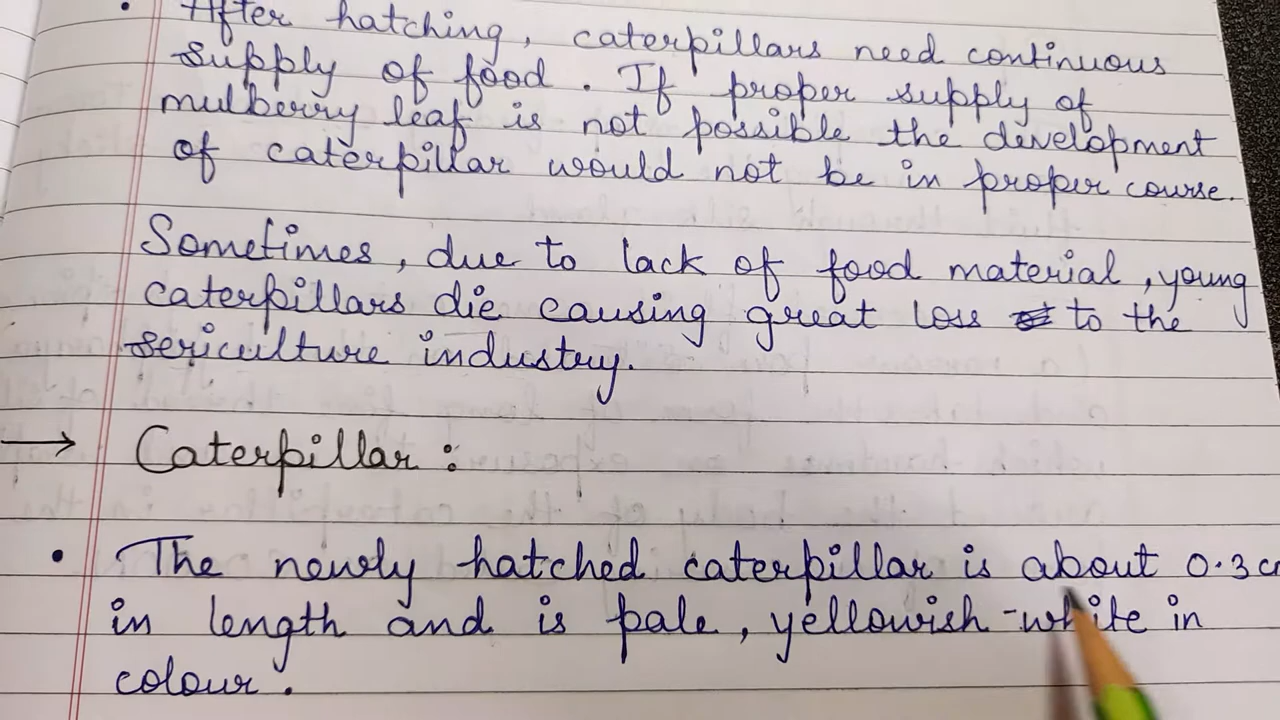 • After hatching, caterpillars need continuous
supply of food. If proper supply of
mulberry leaf is not possible the development
of caterpillar would not be in proper course.
Sometimes, due to lack of food material, young
caterpillars die causing great loss to the
sericulture industry.
→ Caterpillar :
• The newly hatched caterpillar is about 0.3c
in length and is pale, yellowish-white in
colour.